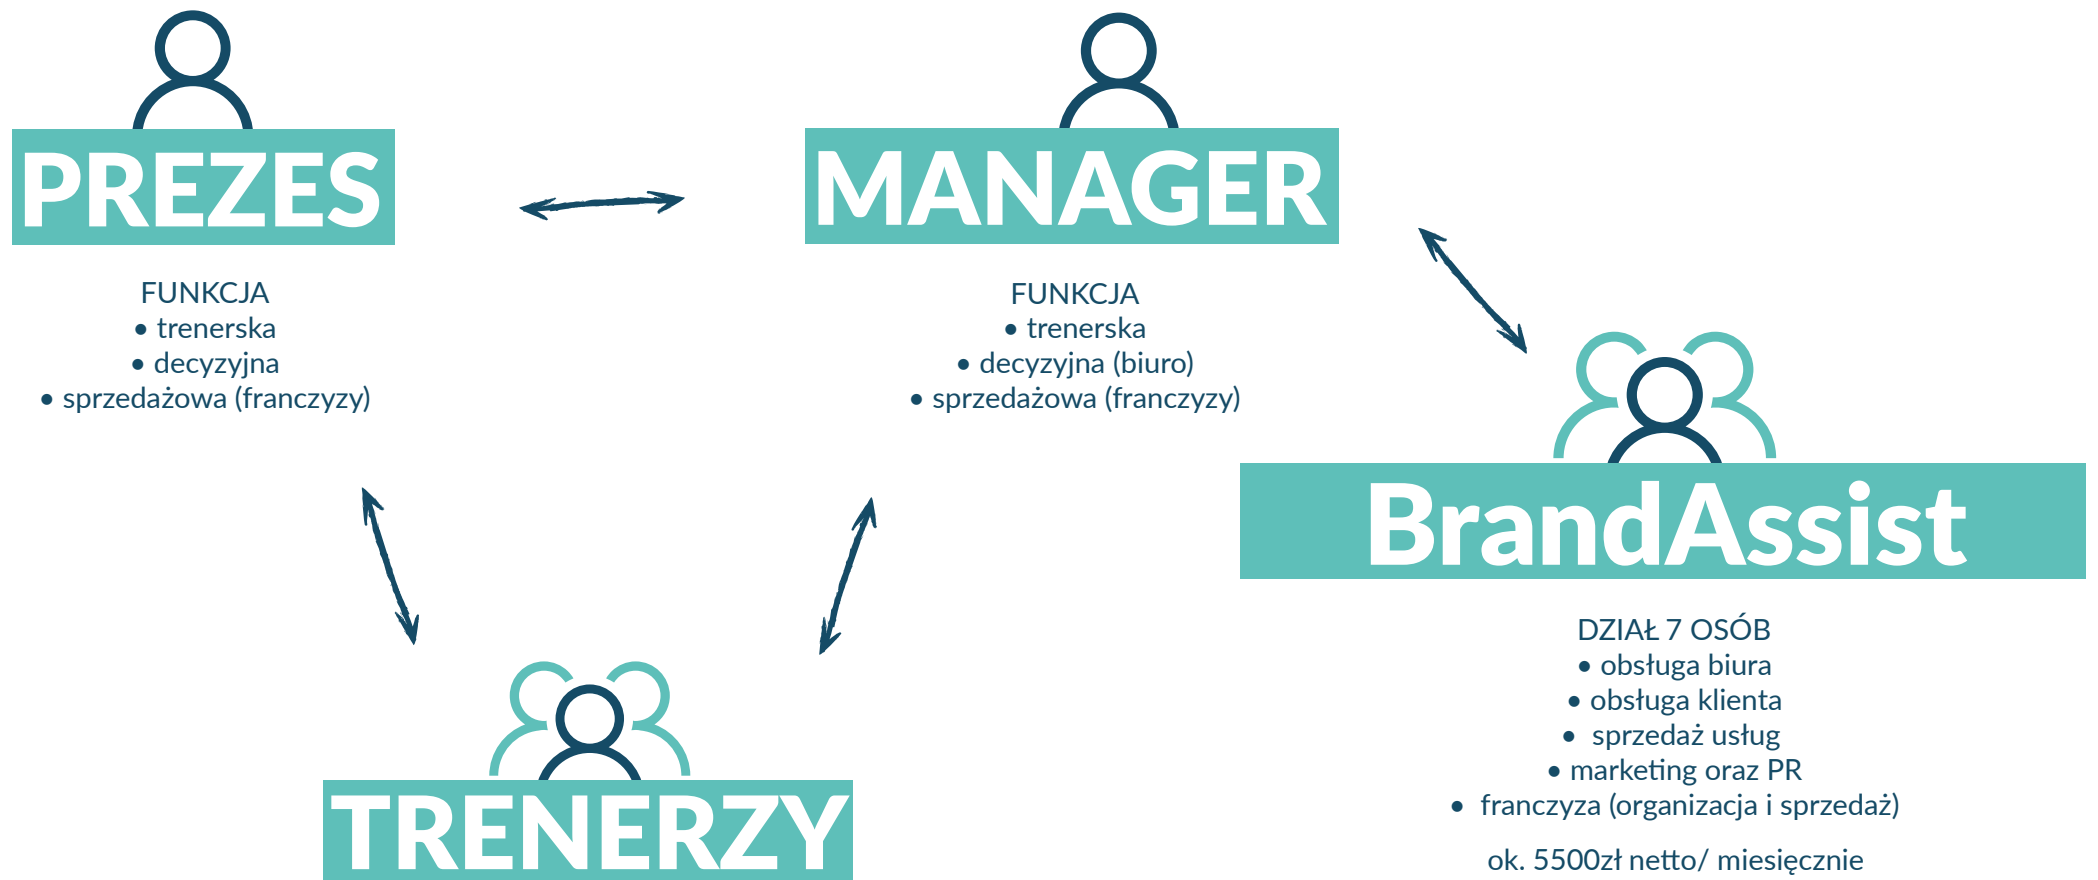 PREZES
FUNKCJA
• trenerska
• decyzyjna
• sprzedażowa (franczyzy)
MANAGER
FUNKCJA
• trenerska
• decyzyjna (biuro)
• sprzedażowa (franczyzy)
BrandAssist
DZIAŁ 7 OSÓB
• obsługa biura
• obsługa klienta
• sprzedaż usług
• marketing oraz PR
• franczyza (organizacja i sprzedaż)
ok. 5500zł netto/ miesięcznie
TRENERZY